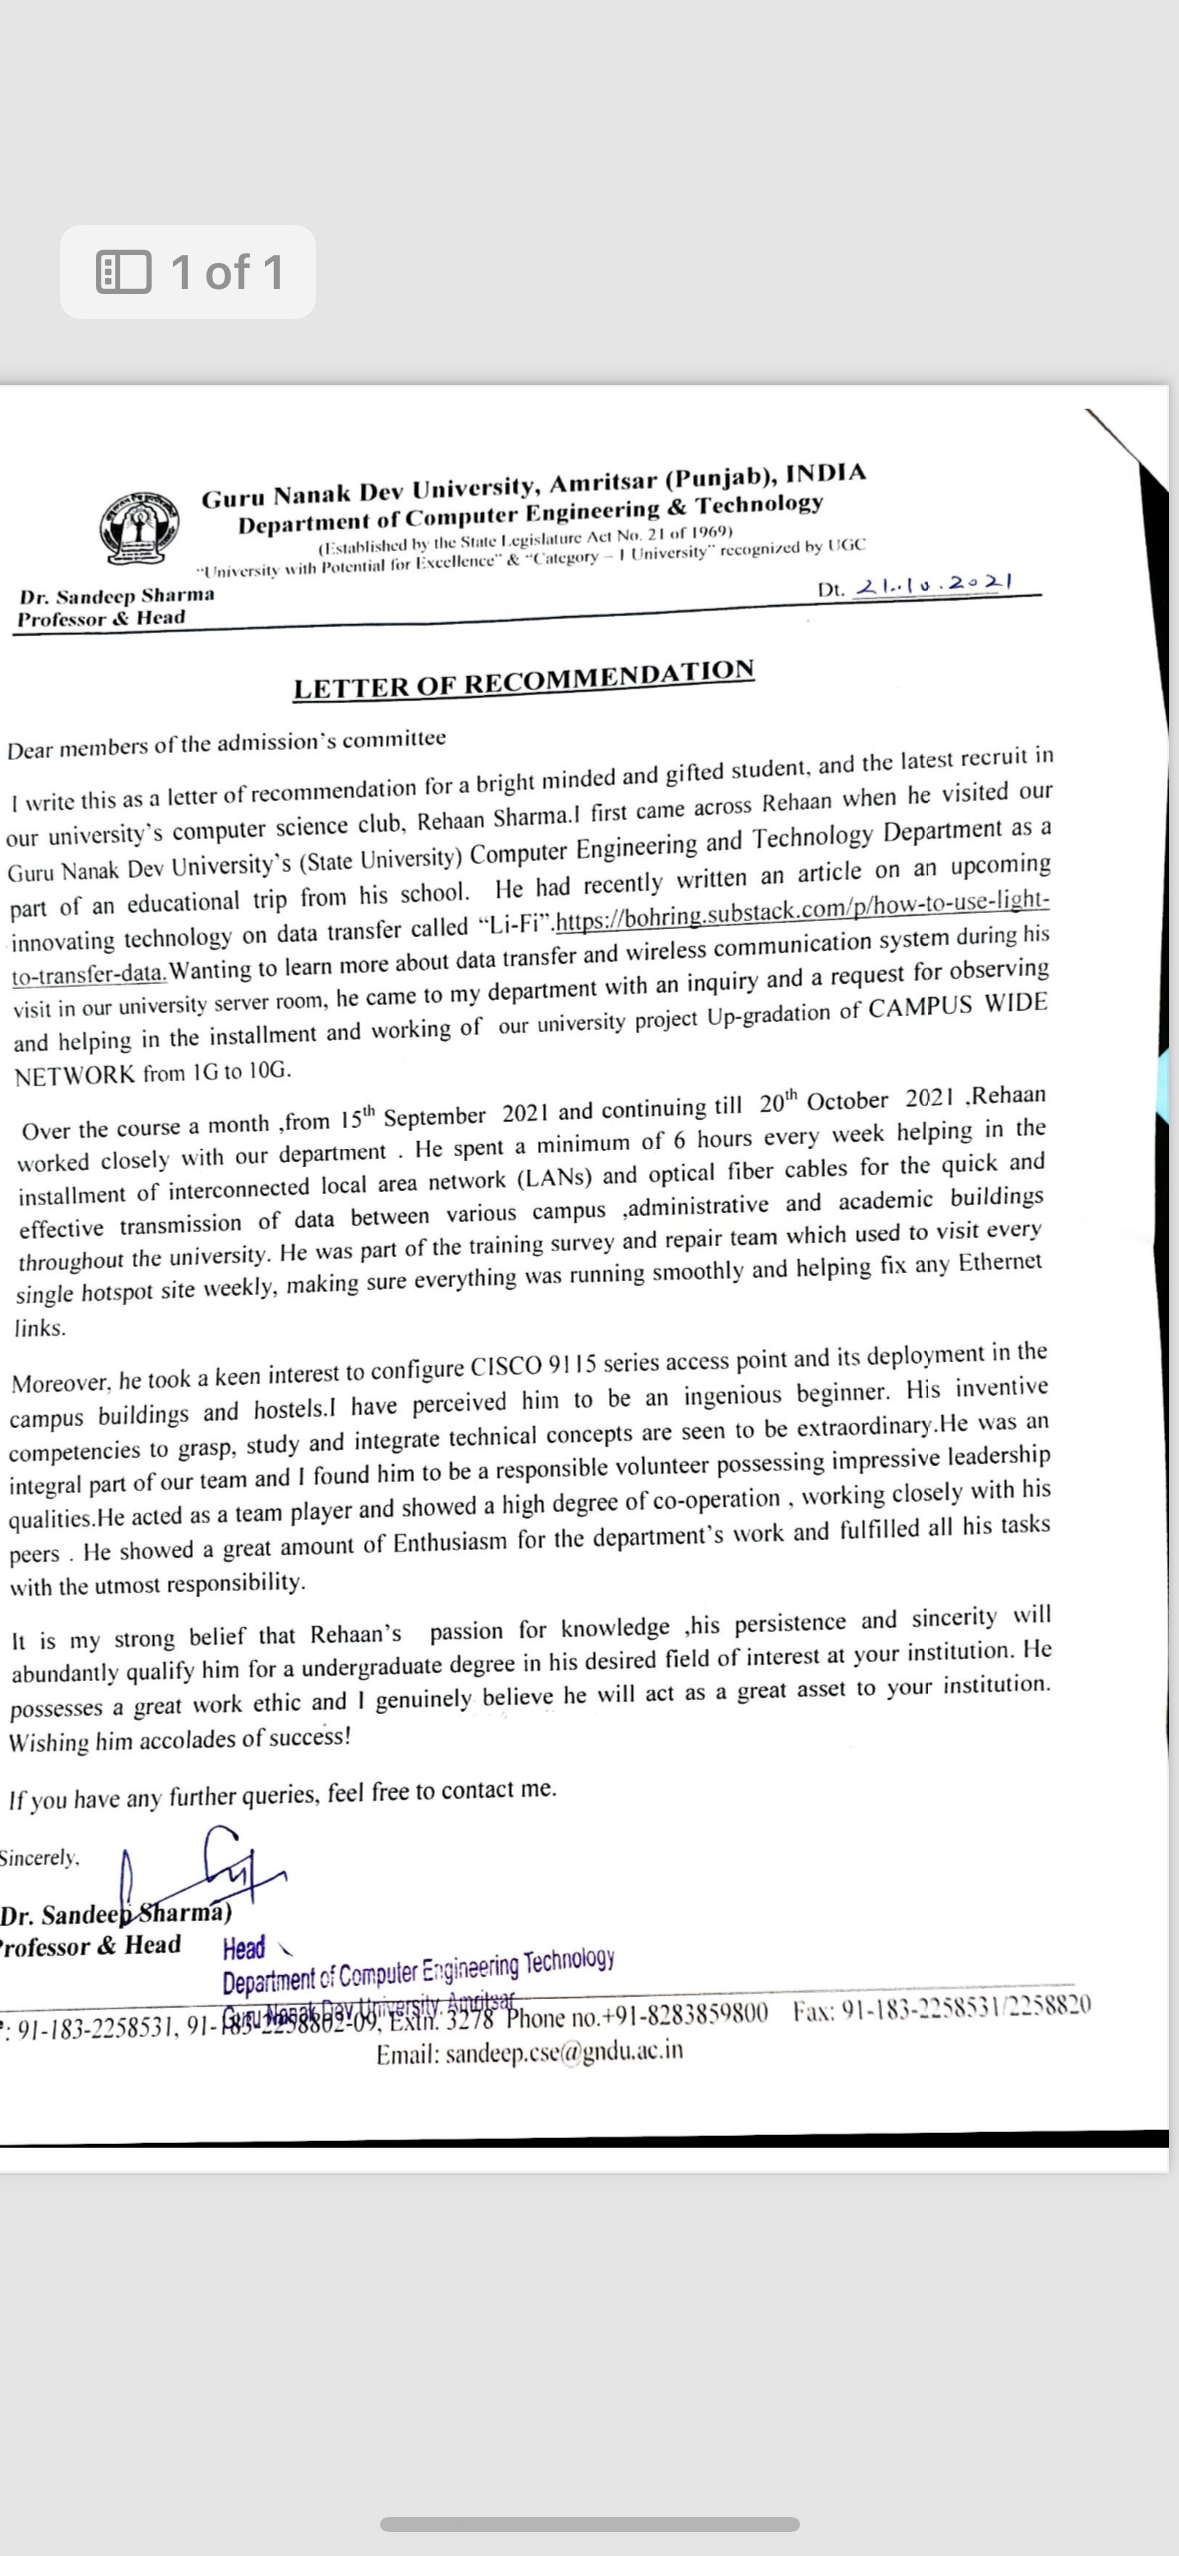 1 of 1
Guru Nanak Dev University, Amritsar (Punjab), INDIA
Department of Computer Engineering & Technology
(Established by the State Legislature Act No. 21 of 1969)
"University with Potential for Excellence" & "Category – I University" recognized by UGC
Dr. Sandeep Sharma
Professor & Head
Dt. 21.10.2021
LETTER OF RECOMMENDATION
Dear members of the admission's committee
I write this as a letter of recommendation for a bright minded and gifted student, and the latest recruit in
our university's computer science club, Rehaan Sharma.I first came across Rehaan when he visited our
Guru Nanak Dev University's (State University) Computer Engineering and Technology Department as a
part of an educational trip from his school. He had recently written an article on an upcoming
innovating technology on data transfer called "Li-Fi".https://bohring.substack.com/p/how-to-use-light-
to-transfer-data.Wanting to learn more about data transfer and wireless communication system during his
visit in our university server room, he came to my department with an inquiry and a request for observing
and helping in the installment and working of our university project Up-gradation of CAMPUS WIDE
NETWORK from 1G to 10G.
Over the course a month ,from 15th September 2021 and continuing till 20th October 2021 ,Rehaan
worked closely with our department . He spent a minimum of 6 hours every week helping in the
installment of interconnected local area network (LANs) and optical fiber cables for the quick and
effective transmission of data between various campus ,administrative and academic buildings
throughout the university. He was part of the training survey and repair team which used to visit every
single hotspot site weekly, making sure everything was running smoothly and helping fix any Ethernet
links.
Moreover, he took a keen interest to configure CISCO 9115 series access point and its deployment in the
campus buildings and hostels.I have perceived him to be an ingenious beginner. His inventive
competencies to grasp, study and integrate technical concepts are seen to be extraordinary.He was an
integral part of our team and I found him to be a responsible volunteer possessing impressive leadership
qualities.He acted as a team player and showed a high degree of co-operation , working closely with his
peers . He showed a great amount of Enthusiasm for the department's work and fulfilled all his tasks
with the utmost responsibility.
It is my strong belief that Rehaan's passion for knowledge ,his persistence and sincerity will
abundantly qualify him for a undergraduate degree in his desired field of interest at your institution. He
possesses a great work ethic and I genuinely believe he will act as a great asset to your institution.
Wishing him accolades of success!
If you have any further queries, feel free to contact me.
Sincerely,
Dr. Sandeep Sharma)
Professor & Head
Head
Department of Computer Engineering Technology
Guru Nanak Dev University, Amritsar
: 91-183-2258531, 91-183-2258802-09, Extn. 3278 Phone no.+91-8283859800 Fax: 91-183-2258531/2258820
Email: sandeep.cse@gndu.ac.in